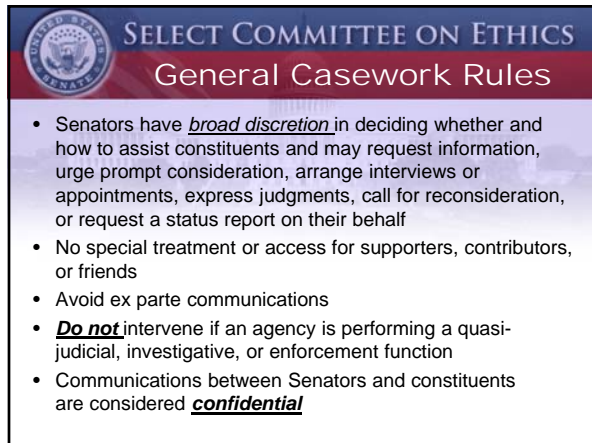 UNITED STATES
SENATE
SELECT COMMITTEE ON ETHICS
General Casework Rules
• Senators have broad discretion in deciding whether and
how to assist constituents and may request information,
urge prompt consideration, arrange interviews or
appointments, express judgments, call for reconsideration,
or request a status report on their behalf
• No special treatment or access for supporters, contributors,
or friends
• Avoid ex parte communications
• Do not intervene if an agency is performing a quasi-
judicial, investigative, or enforcement function
• Communications between Senators and constituents
are considered confidential